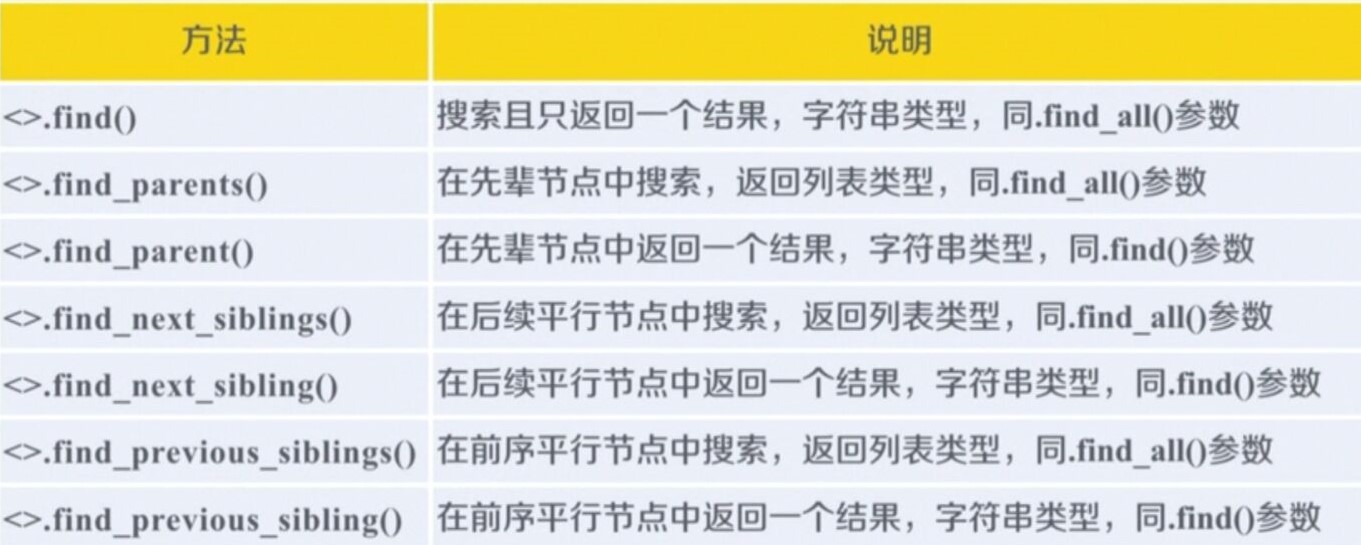 方法 说明
<>.find() 搜索且只返回一个结果，字符串类型，同.find_all()参数
<>.find_parents() 在先辈节点中搜索，返回列表类型，同.find_all()参数
<>.find_parent() 在先辈节点中返回一个结果，字符串类型，同.find()参数
<>.find_next_siblings() 在后续平行节点中搜索，返回列表类型，同.find_all()参数
<>.find_next_sibling() 在后续平行节点中返回一个结果，字符串类型，同.find()参数
<>.find_previous_siblings() 在前序平行节点中搜索，返回列表类型，同.find_all()参数
<>.find_previous_sibling() 在前序平行节点中返回一个结果，字符串类型，同.find()参数